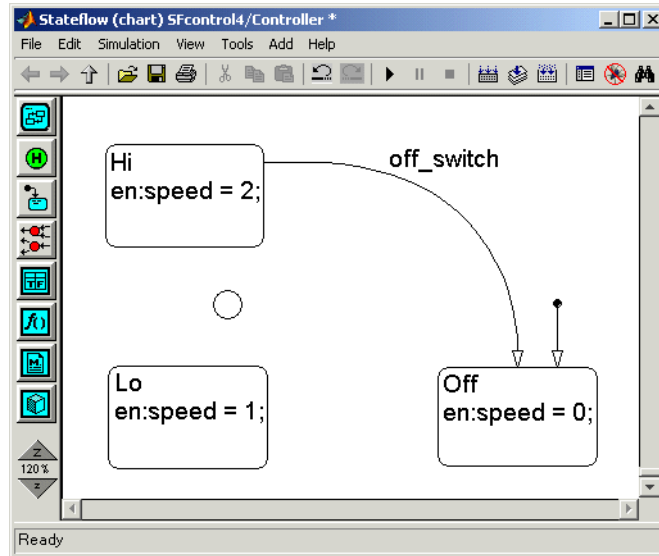 Stateflow (chart) SFcontrol4/Controller *
File Edit Simulation View Tools Add Help
Hi
en:speed = 2;
off_switch
H
TF
f()
M
Lo
en:speed = 1;
Off
en:speed = 0;
Z
120 %
z
Ready